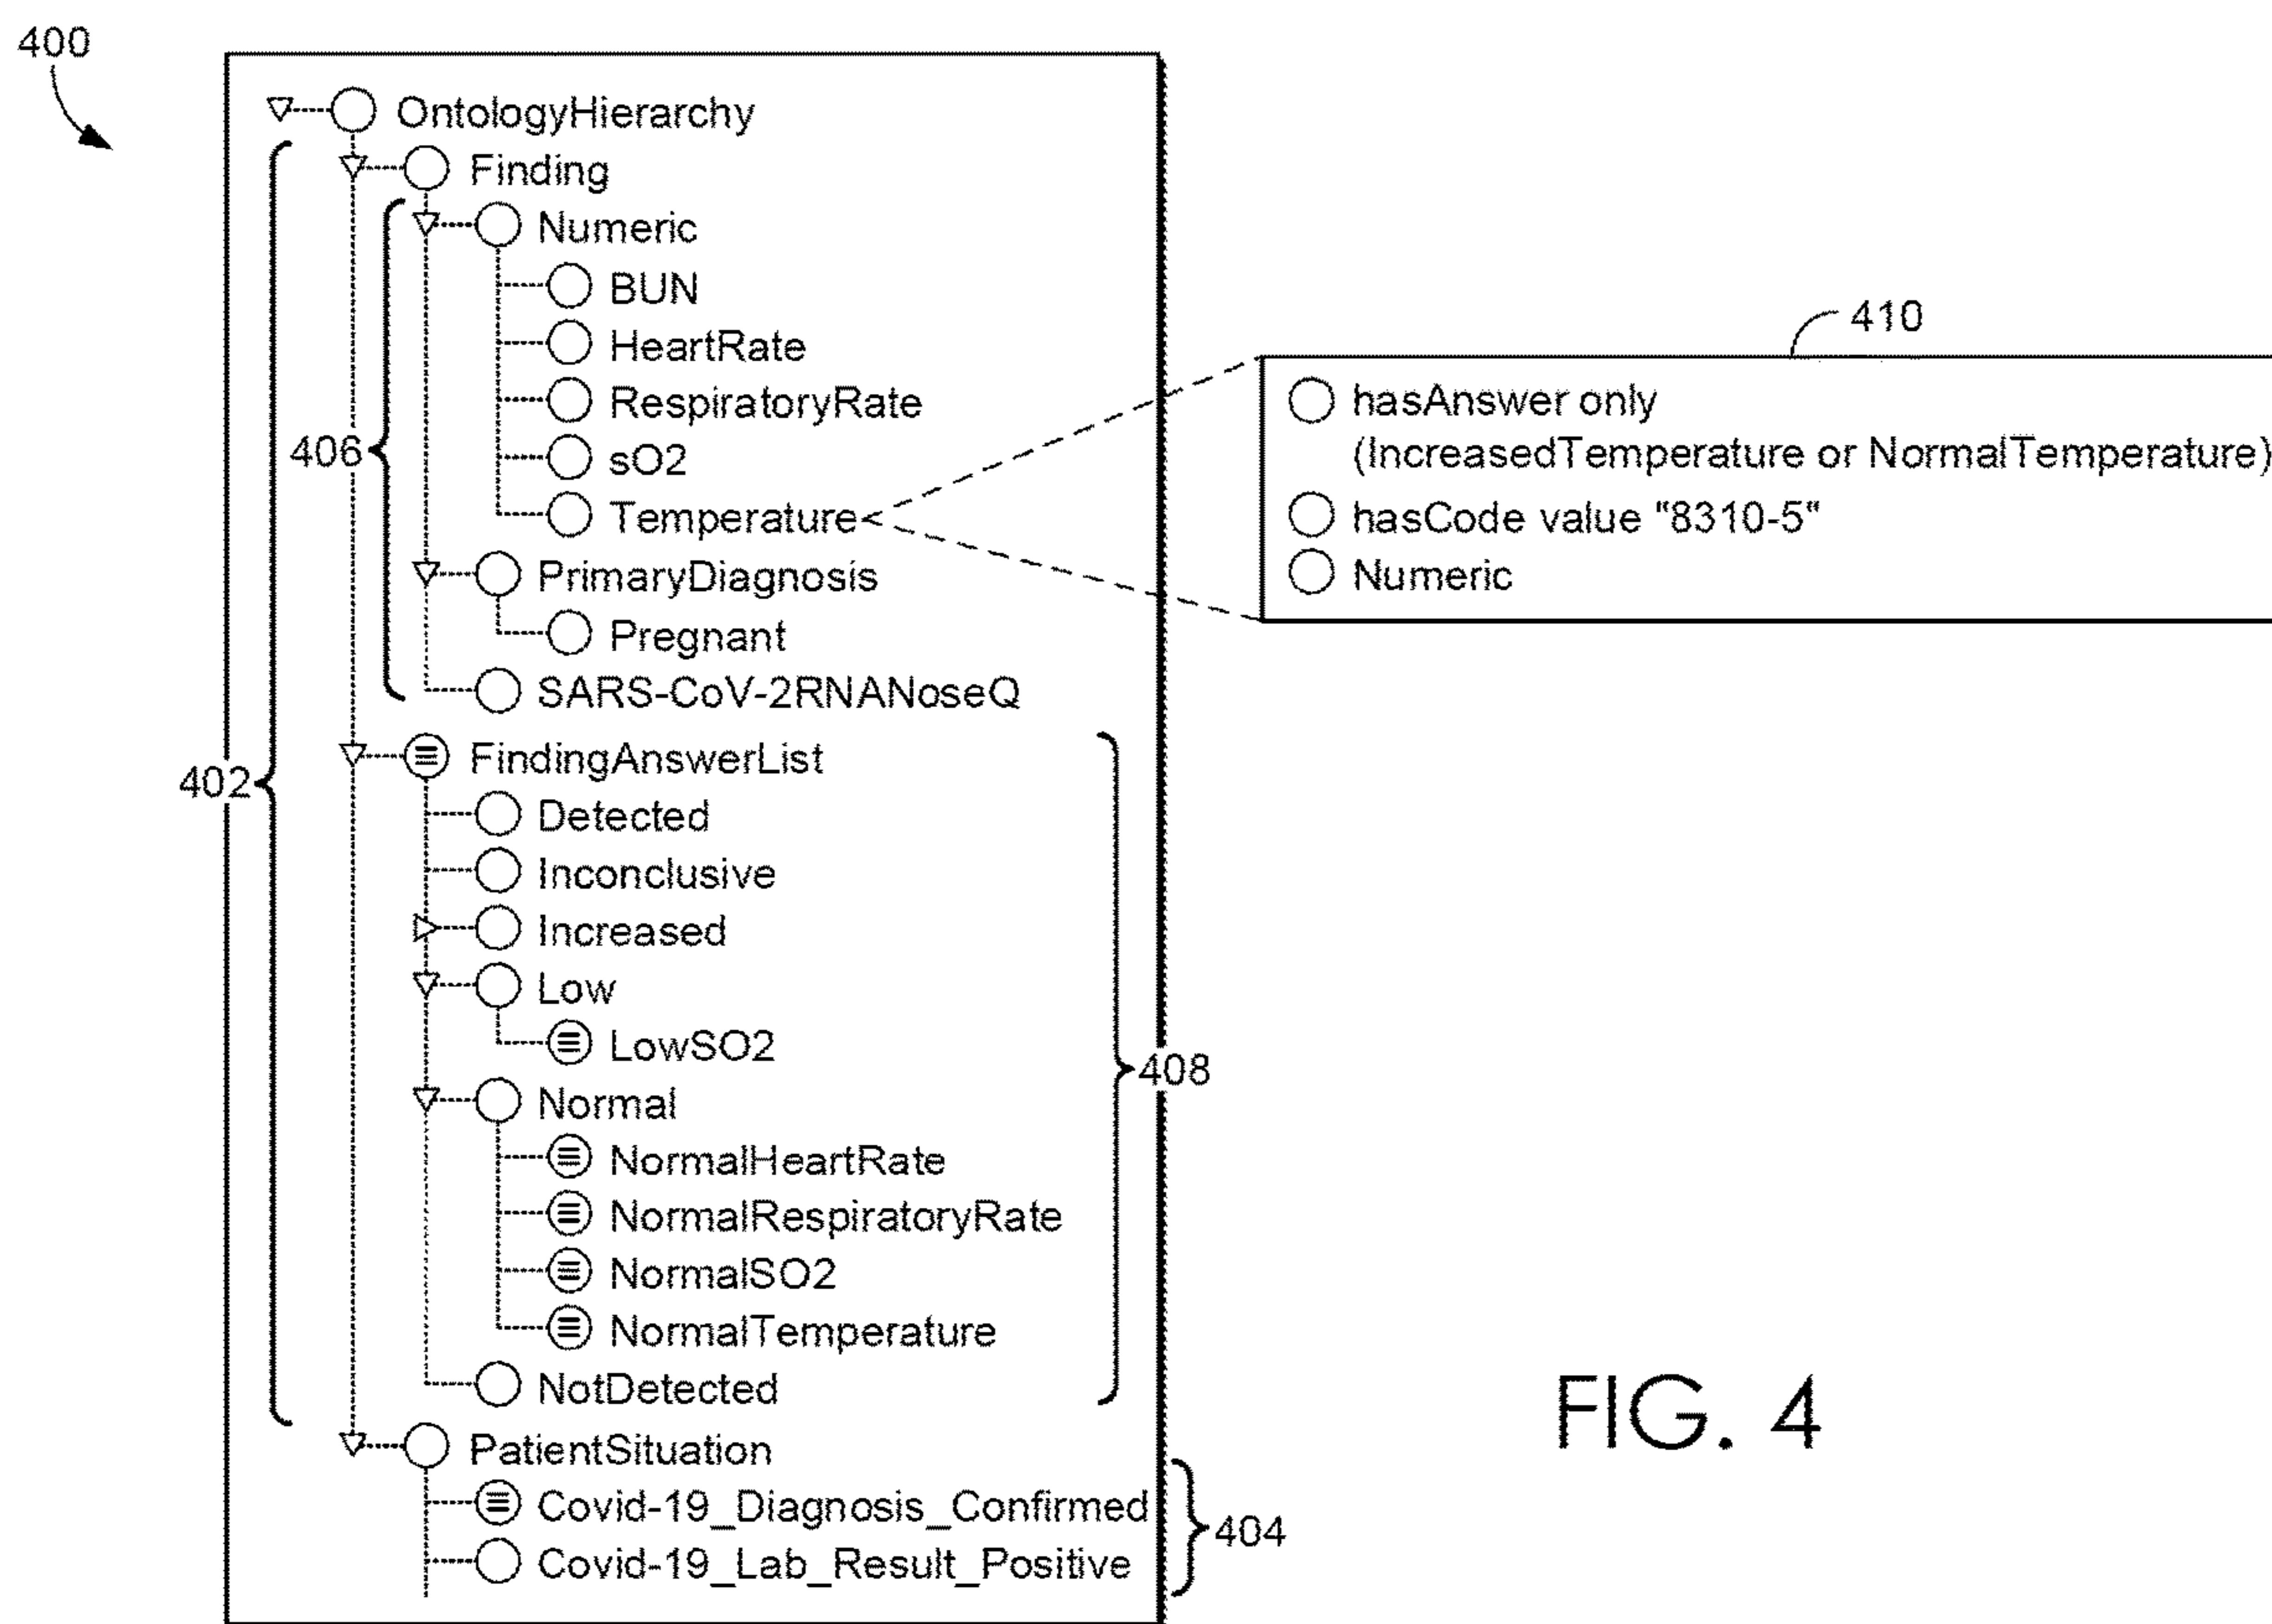 400
OntologyHierarchy
Finding
Numeric
BUN
HeartRate
RespiratoryRate
406
sO2
Temperature
PrimaryDiagnosis
Pregnant
SARS-CoV-2RNANoseQ
410
hasAnswer only
(IncreasedTemperature or NormalTemperature)
hasCode value "8310-5"
Numeric
402
FindingAnswerList
Detected
Inconclusive
Increased
Low
LowSO2
408
Normal
NormalHeartRate
NormalRespiratoryRate
NormalSO2
NormalTemperature
NotDetected
PatientSituation
Covid-19_Diagnosis_Confirmed
404
Covid-19_Lab_Result_Positive
FIG. 4